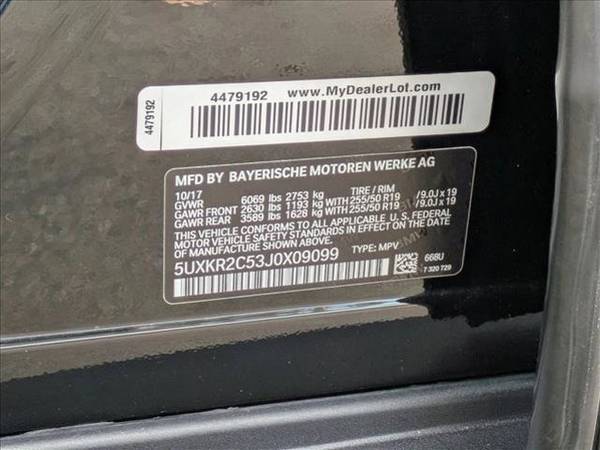 4479192
4479192 www.MyDealerLot.com
MFD BY BAYERISCHE MOTOREN WERKE AG
10/17 TIRE / RIM
GVWR 6069 lbs 2753 kg
GAWR FRONT 2630 lbs 1193 kg WITH 255/50 R19 /9.0J x 19
GAWR REAR 3589 lbs 1628 kg WITH 255/50 R19 /9.0J x 19
THIS VEHICLE CONFORMS TO ALL APPLICABLE U.S. FEDERAL
MOTOR VEHICLE SAFETY STANDARDS IN EFFECT ON THE DATE
OF MANUFACTURE SHOWN ABOVE.
5UXKR2C53J0X09099 TYPE: MPV
668U
7 320 729